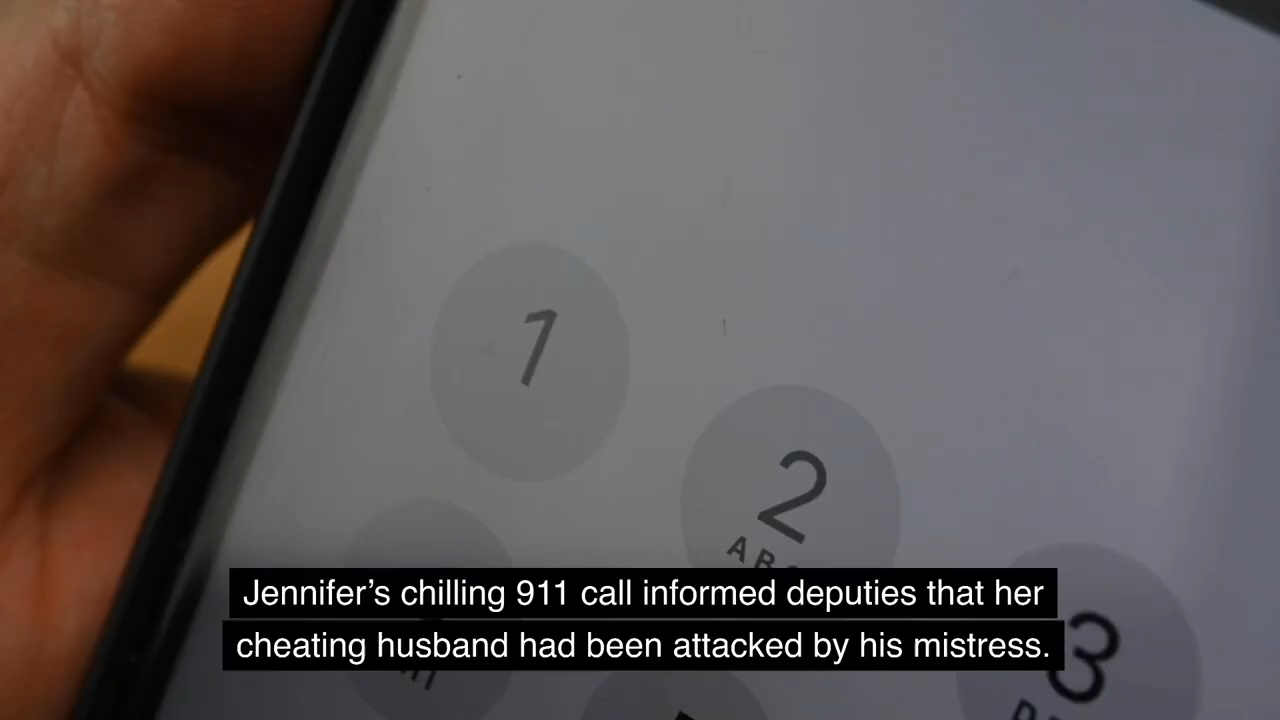 1
2
ABC
3
Jennifer’s chilling 911 call informed deputies that her
cheating husband had been attacked by his mistress.